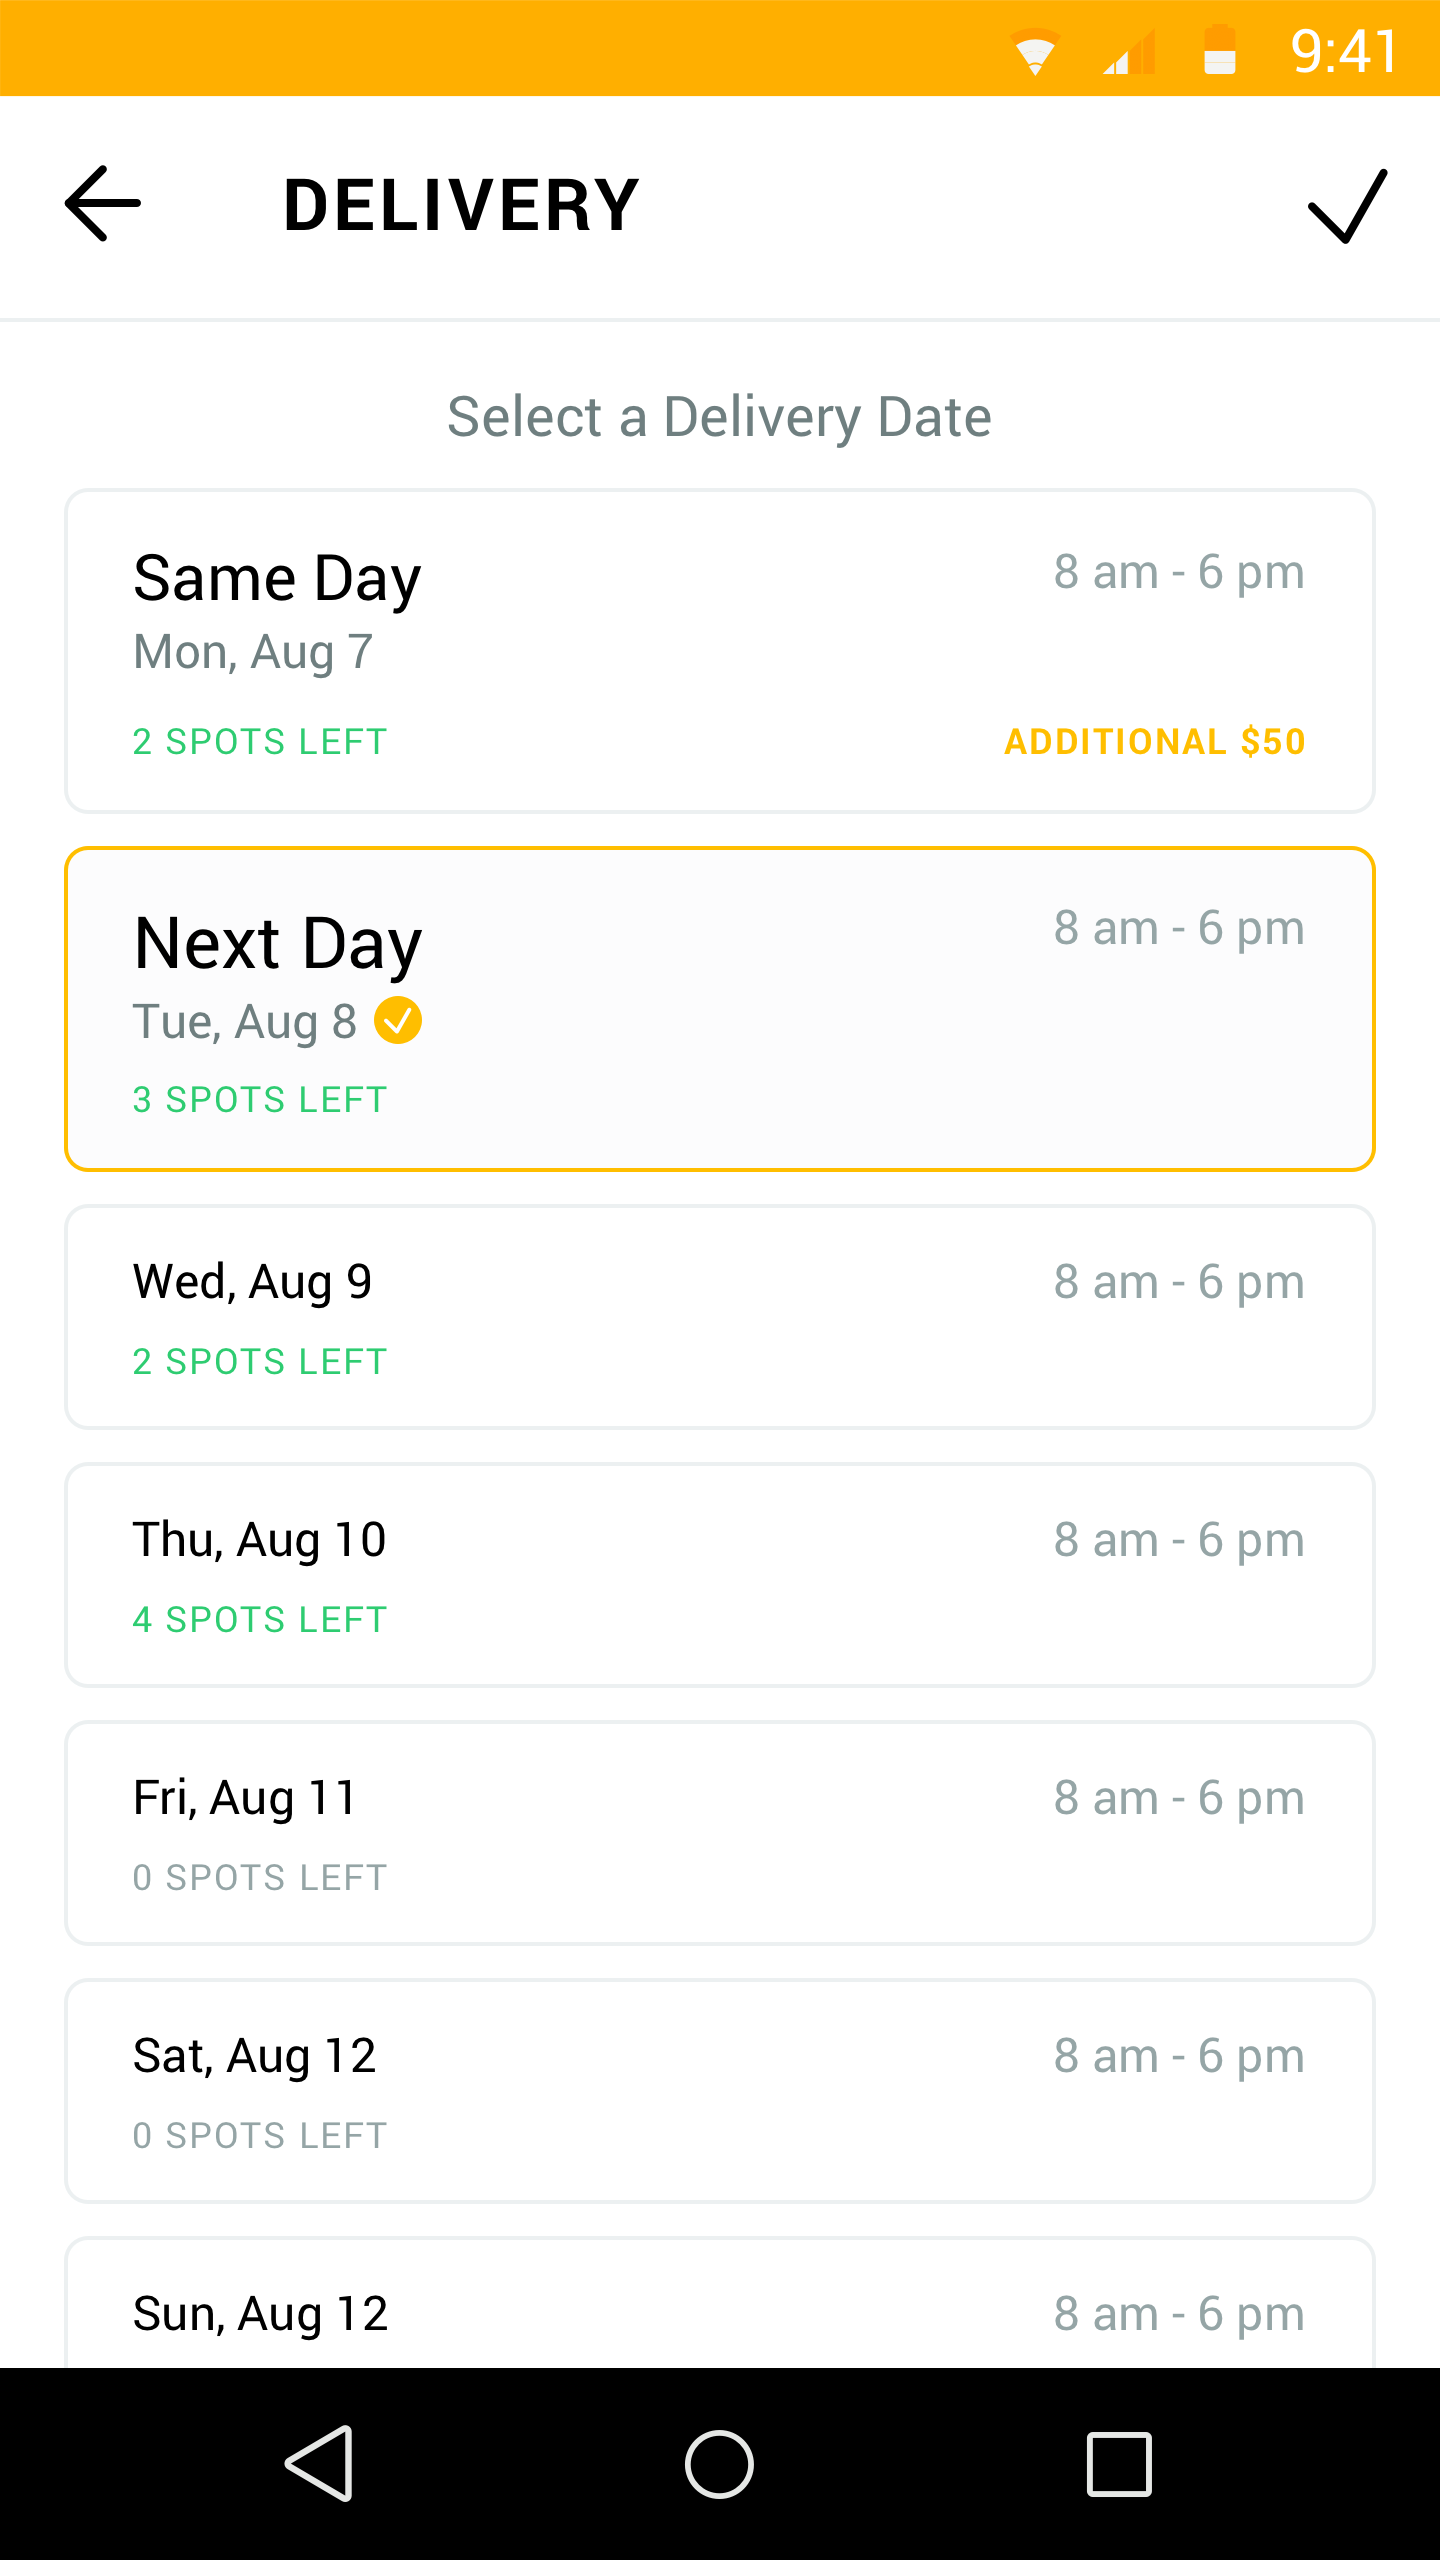 9:41
DELIVERY
Select a Delivery Date
Same Day
8 am - 6 pm
Mon, Aug 7
2 SPOTS LEFT
ADDITIONAL $50
Next Day
8 am - 6 pm
Tue, Aug 8
3 SPOTS LEFT
Wed, Aug 9
8 am - 6 pm
2 SPOTS LEFT
Thu, Aug 10
8 am - 6 pm
4 SPOTS LEFT
Fri, Aug 11
8 am - 6 pm
0 SPOTS LEFT
Sat, Aug 12
8 am - 6 pm
0 SPOTS LEFT
Sun, Aug 12
8 am - 6 pm